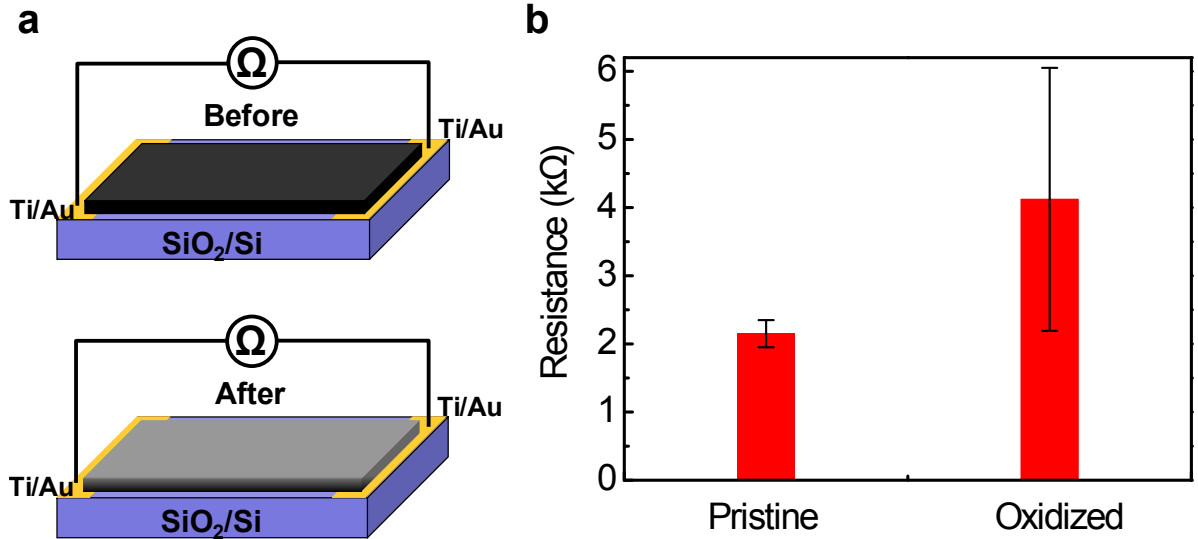 a
Ω
Before
Ti/Au
Ti/Au
SiO₂/Si
Ω
After
Ti/Au
Ti/Au
SiO₂/Si
b
Resistance (kΩ)
6
5
4
3
2
1
0
Pristine
Oxidized